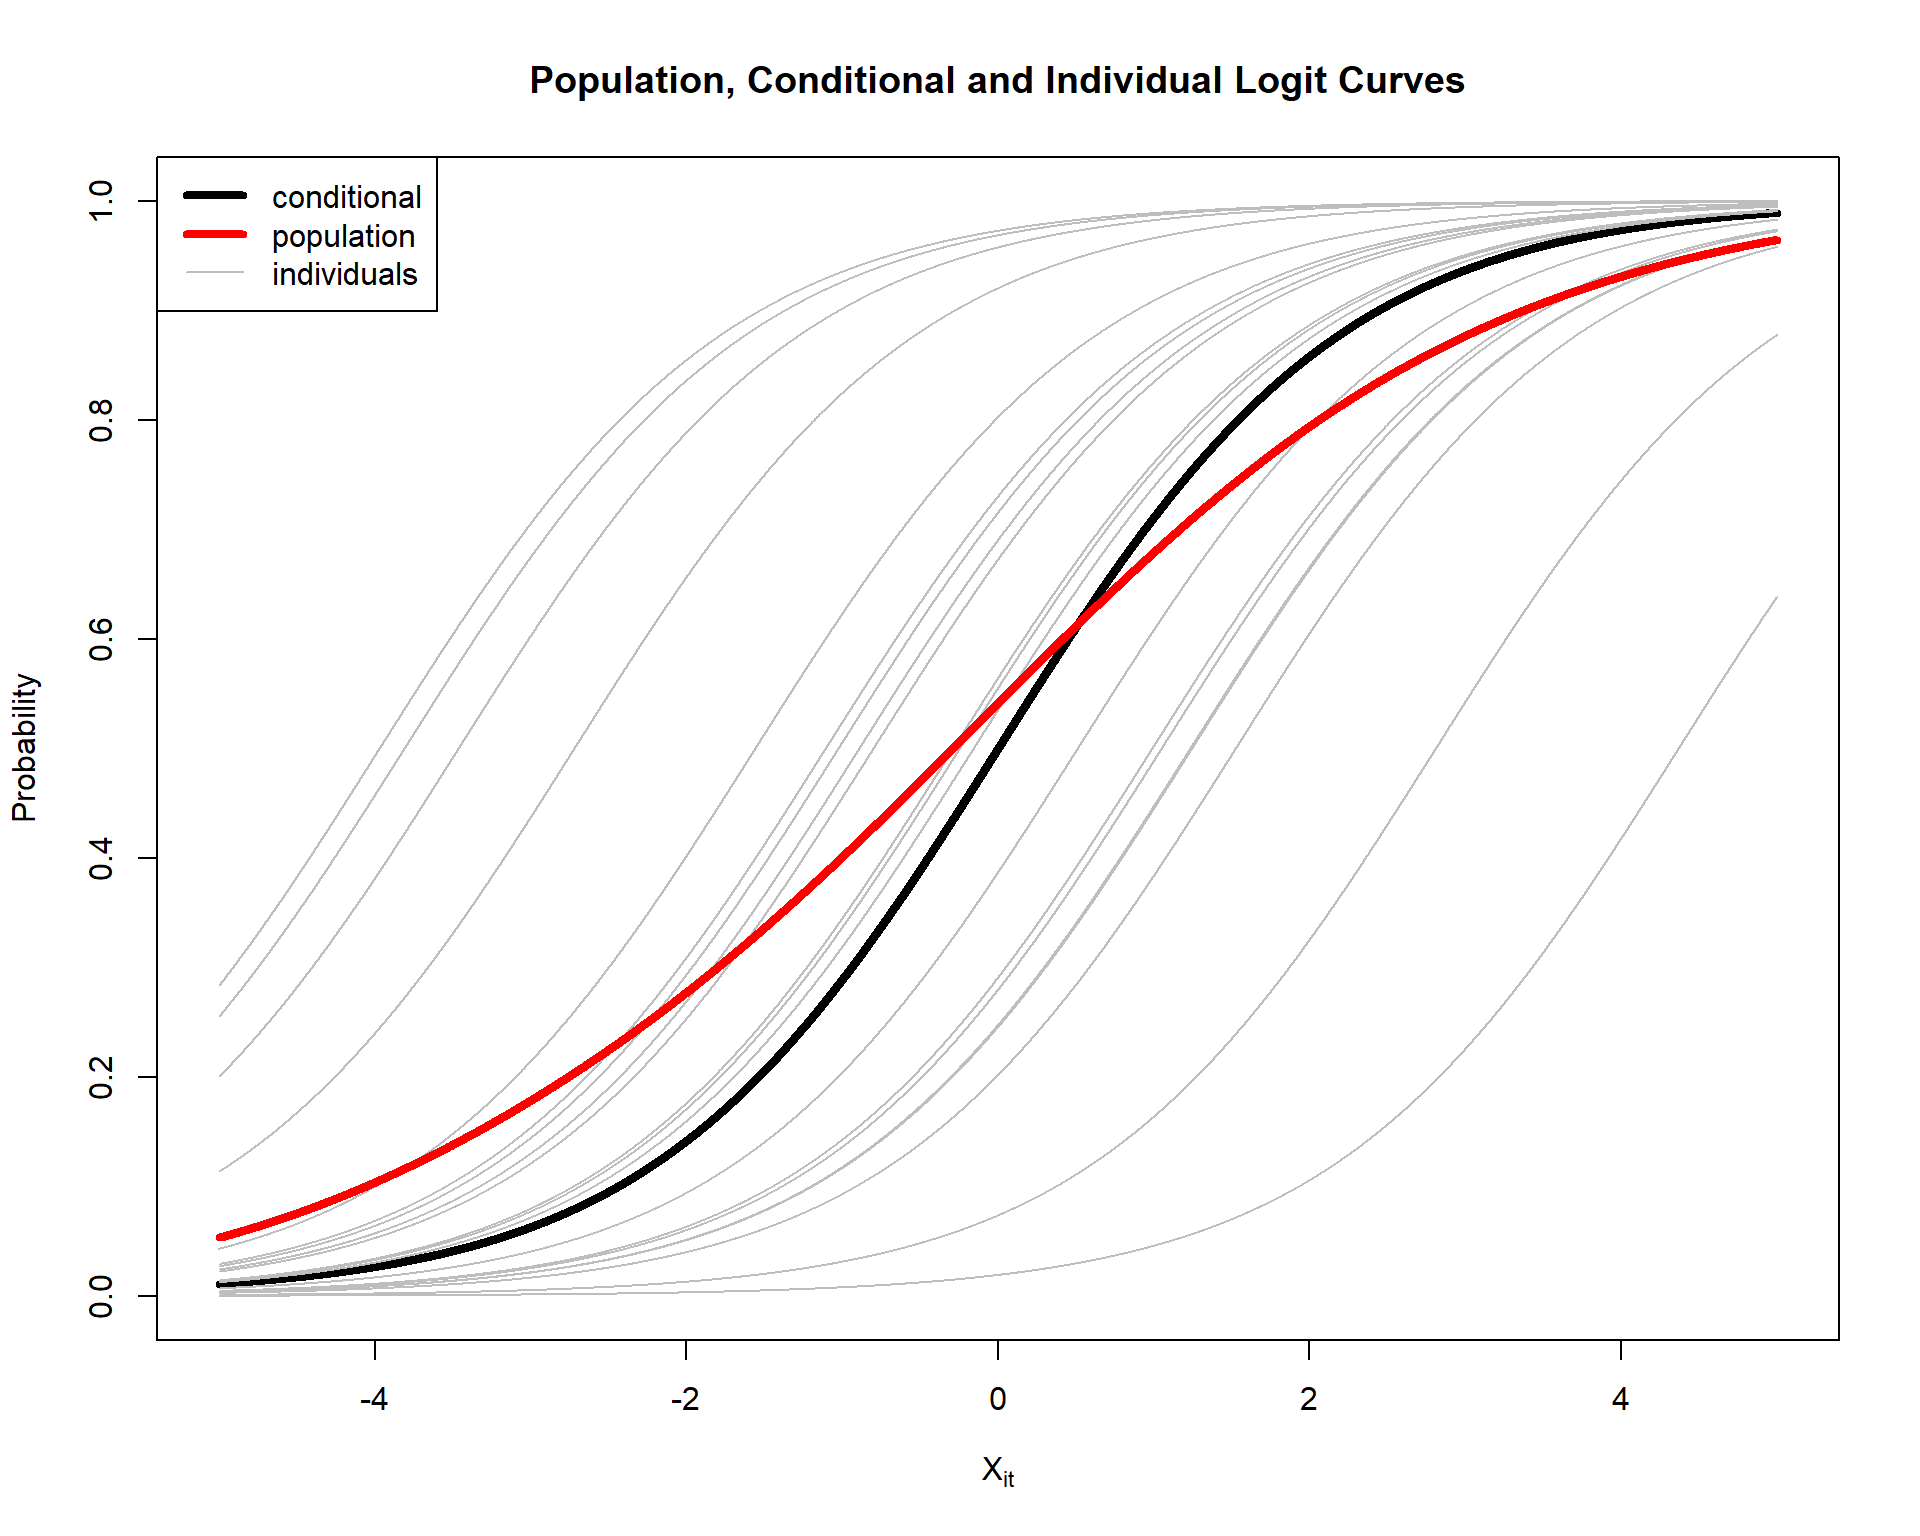 Population, Conditional and Individual Logit Curves
conditional
population
individuals
1.0
0.8
0.6
0.4
0.2
0.0
Probability
-4 -2 0 2 4
Xit